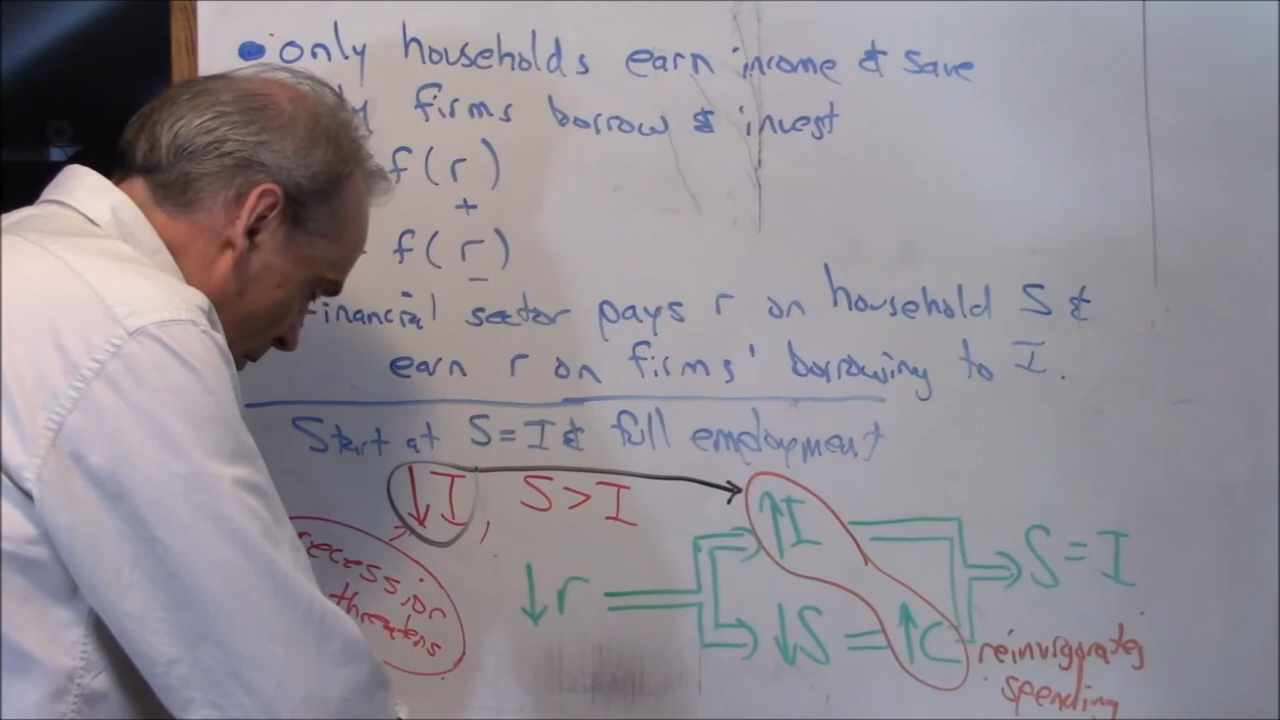 • only households earn income & save
firms borrow & invest
f(r)
+
f(r)
−
financial sector pays r on household S &
earn r on firms' borrowing to I.
Start at S=I & full employment
↓I, S>I
↑I
S=I
recession
threatens
↓r
↓S = ↑C
reinvigorates
spending